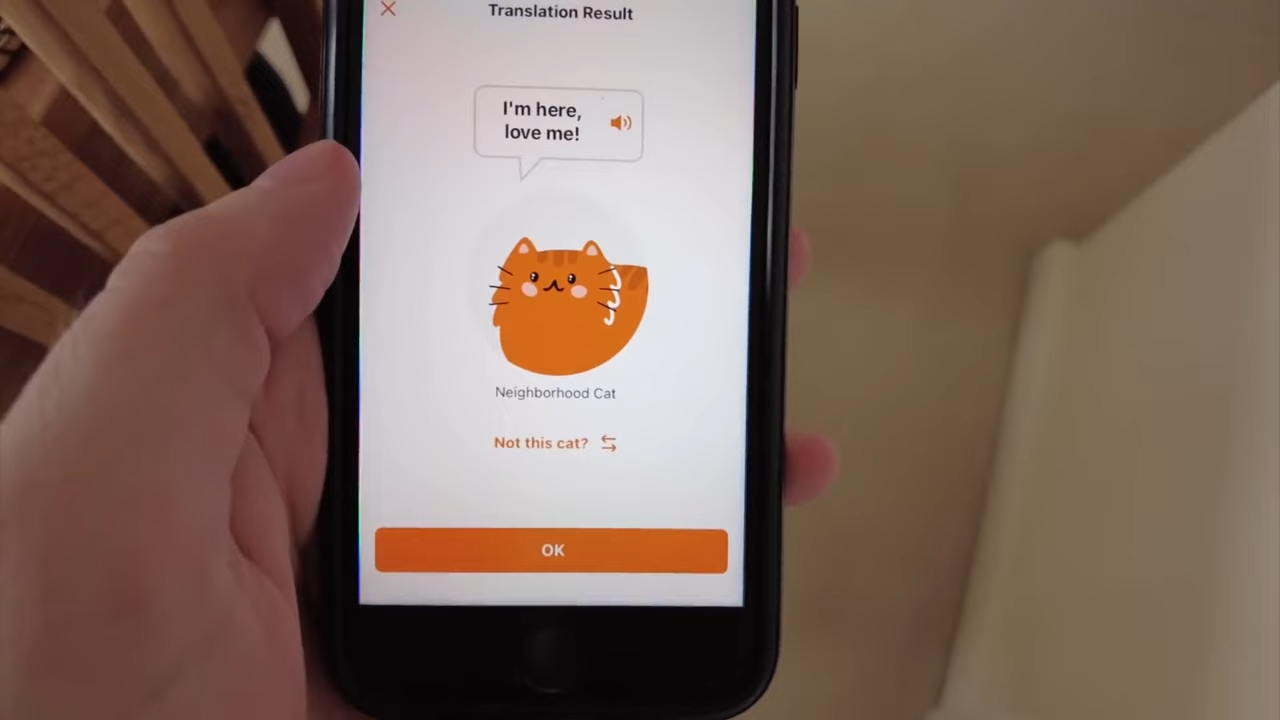 Translation Result
I'm here,
love me!
Neighborhood Cat
Not this cat?
OK